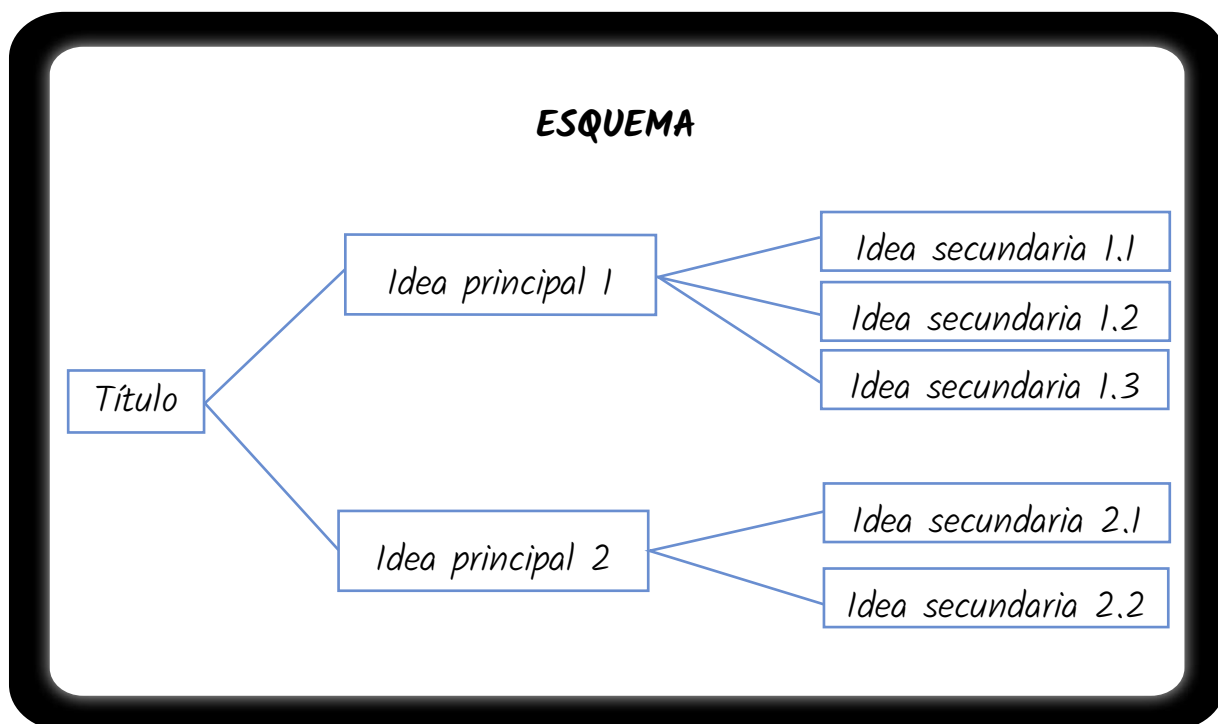 ESQUEMA
Título
Idea principal 1
Idea secundaria 1.1
Idea secundaria 1.2
Idea secundaria 1.3
Idea principal 2
Idea secundaria 2.1
Idea secundaria 2.2